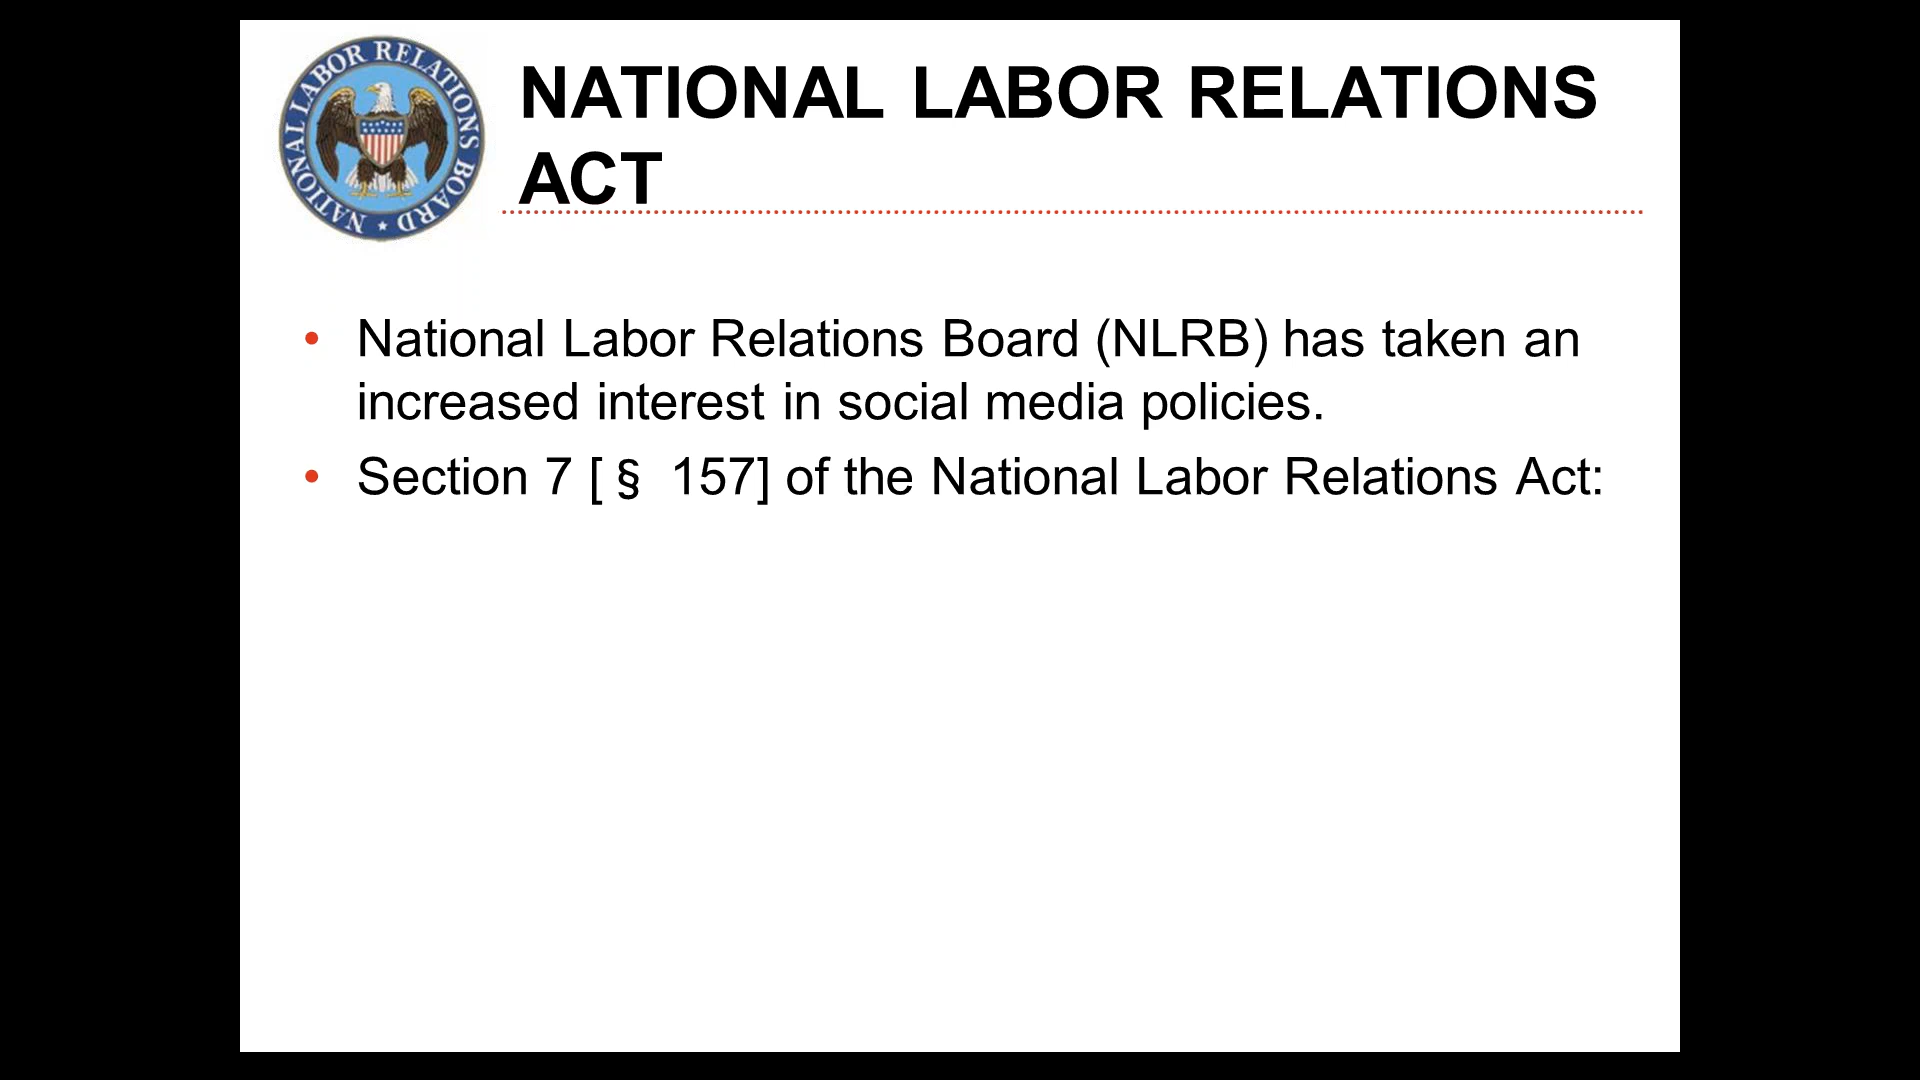 NATIONAL LABOR RELATIONS BOARD
NATIONAL LABOR RELATIONS
ACT
• National Labor Relations Board (NLRB) has taken an
increased interest in social media policies.
• Section 7 [ § 157] of the National Labor Relations Act: